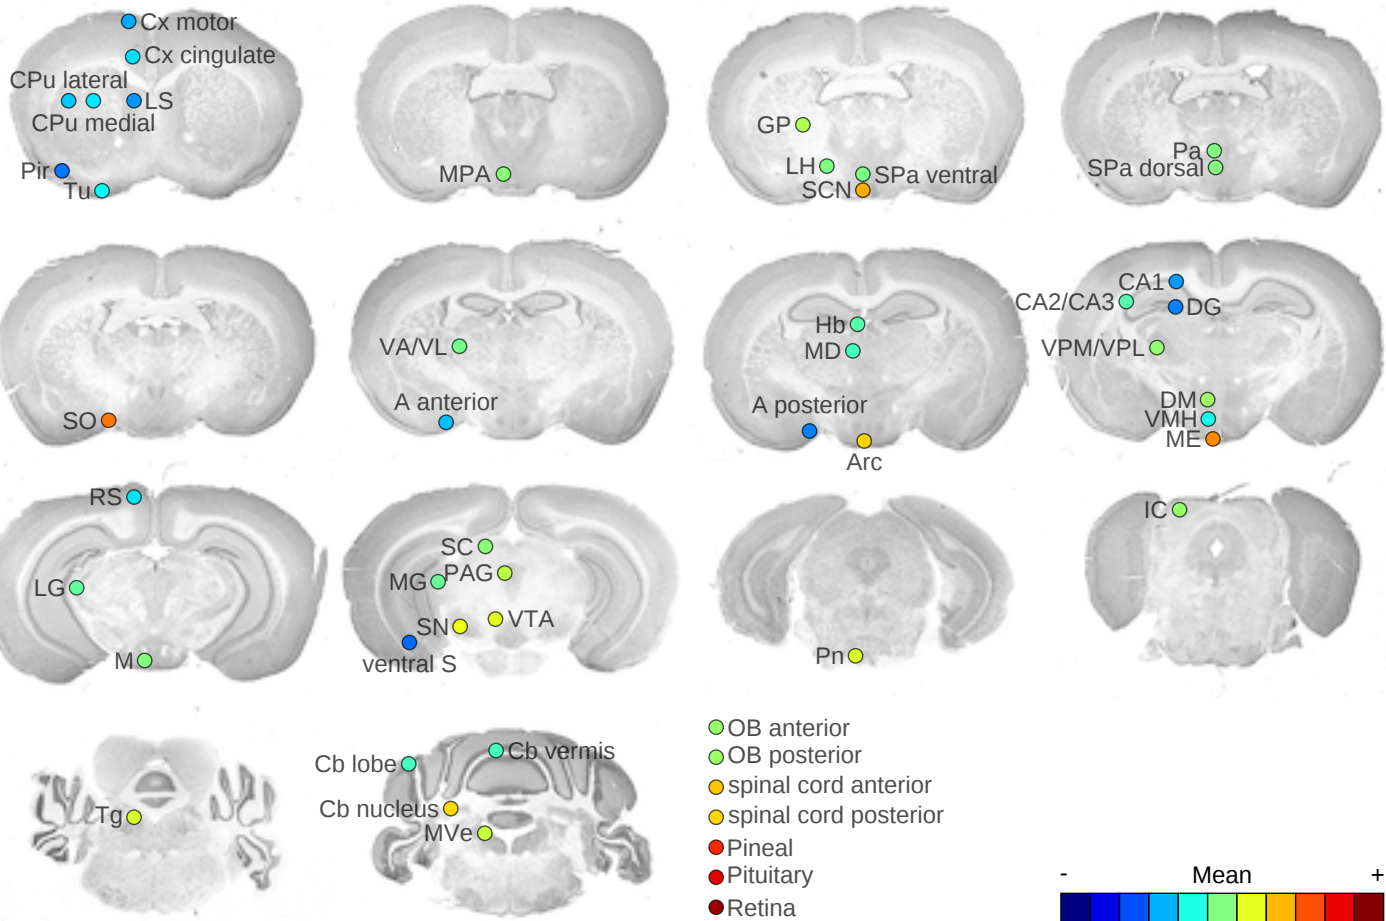 Cx motor
Cx cingulate
CPu lateral
LS
CPu medial
Pir
Tu
MPA
GP
LH
SPa ventral
SCN
Pa
SPa dorsal
SO
VA/VL
A anterior
Hb
MD
A posterior
Arc
CA1
CA2/CA3
DG
VPM/VPL
DM
VMH
ME
RS
LG
M
SC
MG
PAG
SN
VTA
ventral S
Pn
IC
Tg
Cb lobe
Cb vermis
Cb nucleus
MVe
OB anterior
OB posterior
spinal cord anterior
spinal cord posterior
Pineal
Pituitary
Retina
- Mean +